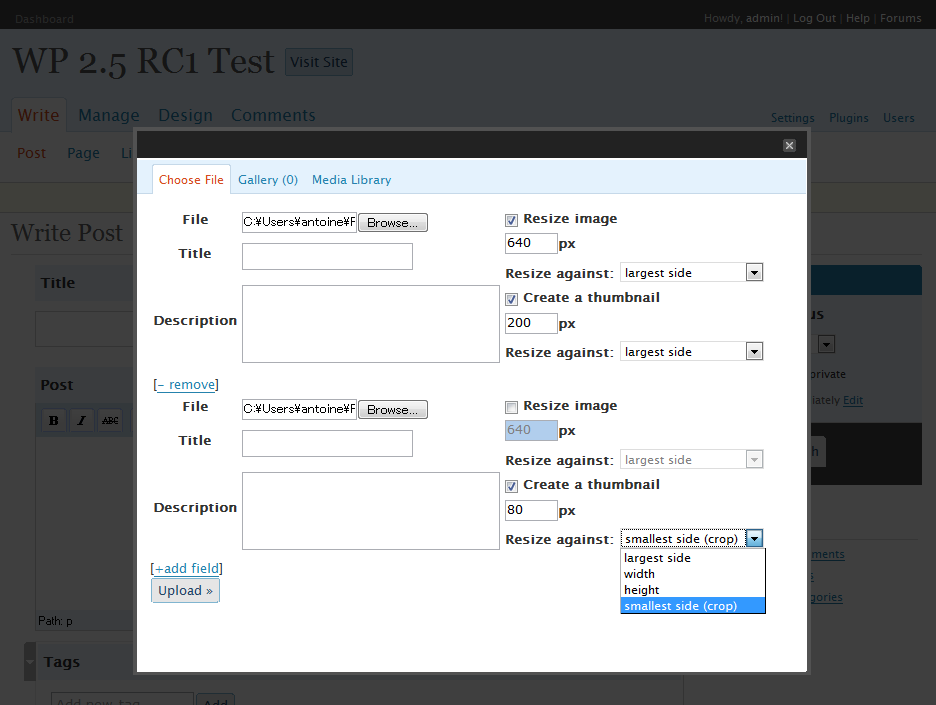 Dashboard
Howdy, admin! | Log Out | Help | Forums
WP 2.5 RC1 Test
Visit Site
Write Manage Design Comments
Settings Plugins Users
Post Page
Choose File Gallery (0) Media Library
Write Post
File C:¥Users¥antoine¥F Browse...
Resize image
640 px
Title
Resize against: largest side
Create a thumbnail
200 px
Description
Resize against: largest side
[- remove]
File C:¥Users¥antoine¥F Browse...
Resize image
640 px
Title
Resize against: largest side
Create a thumbnail
80 px
Description
Resize against: smallest side (crop)
largest side
width
height
smallest side (crop)
[+add field]
Upload »
Title
Post
B I ABC
Path: p
Tags
Add new tag
Add
private
Edit